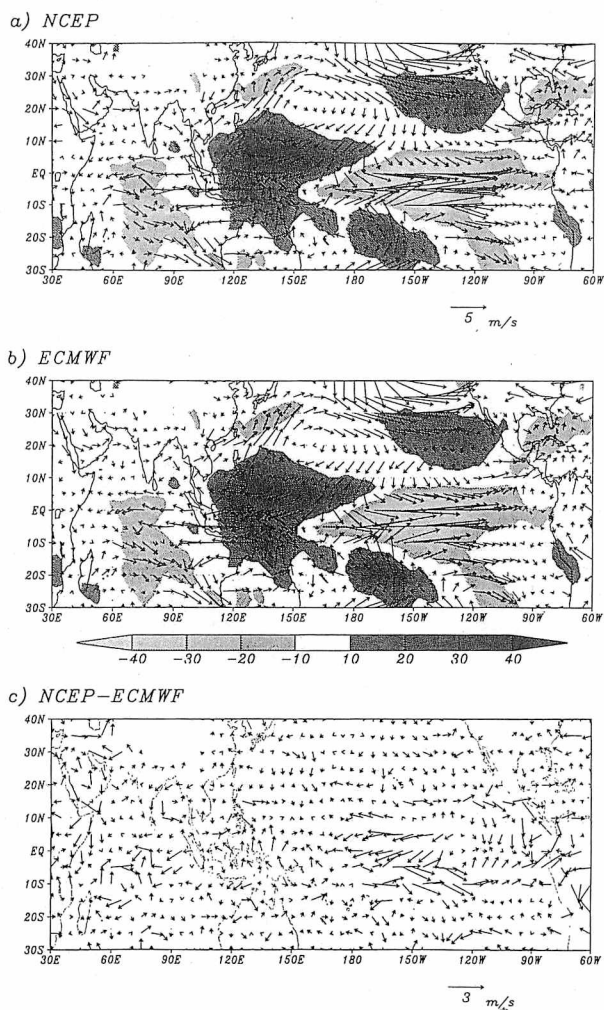 a) NCEP
40N
30N
20N
10N
EQ
10S
20S
30S
30E 60E 90E 120E 150E 180 150W 120W 90W 60W
5 m/s
b) ECMWF
40N
30N
20N
10N
EQ
10S
20S
30S
30E 60E 90E 120E 150E 180 150W 120W 90W 60W
-40 -30 -20 -10 10 20 30 40
c) NCEP-ECMWF
40N
30N
20N
10N
EQ
10S
20S
30S
30E 60E 90E 120E 150E 180 150W 120W 90W 60W
3 m/s